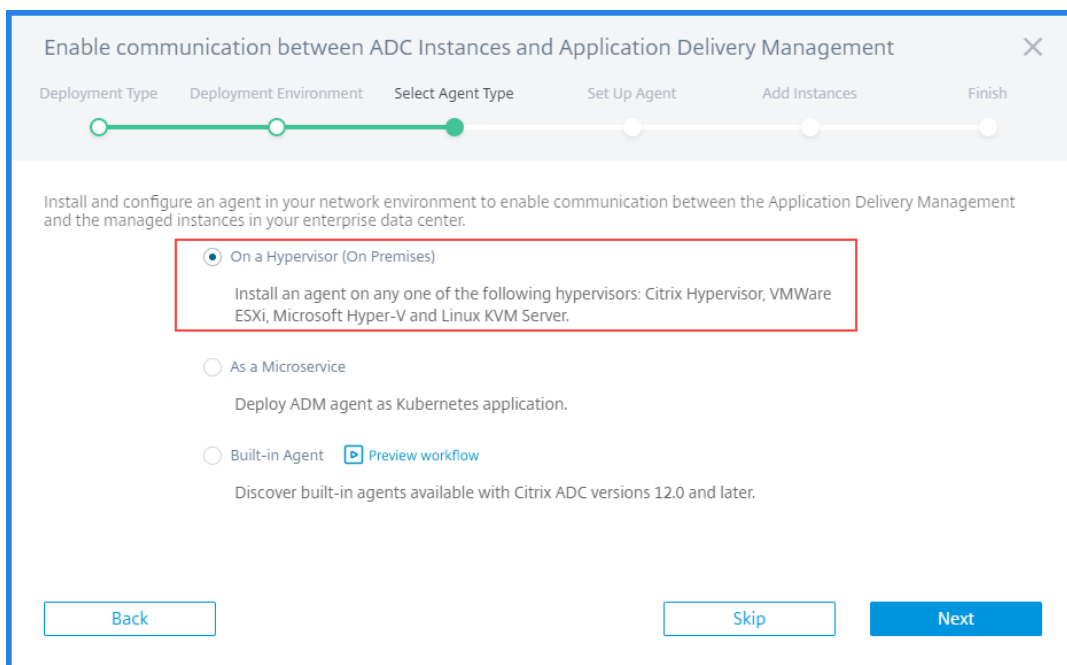 Enable communication between ADC Instances and Application Delivery Management
Deployment Type Deployment Environment Select Agent Type Set Up Agent Add Instances Finish
Install and configure an agent in your network environment to enable communication between the Application Delivery Management
and the managed instances in your enterprise data center.
On a Hypervisor (On Premises)
Install an agent on any one of the following hypervisors: Citrix Hypervisor, VMWare
ESXi, Microsoft Hyper-V and Linux KVM Server.
As a Microservice
Deploy ADM agent as Kubernetes application.
Built-in Agent Preview workflow
Discover built-in agents available with Citrix ADC versions 12.0 and later.
Back Skip Next